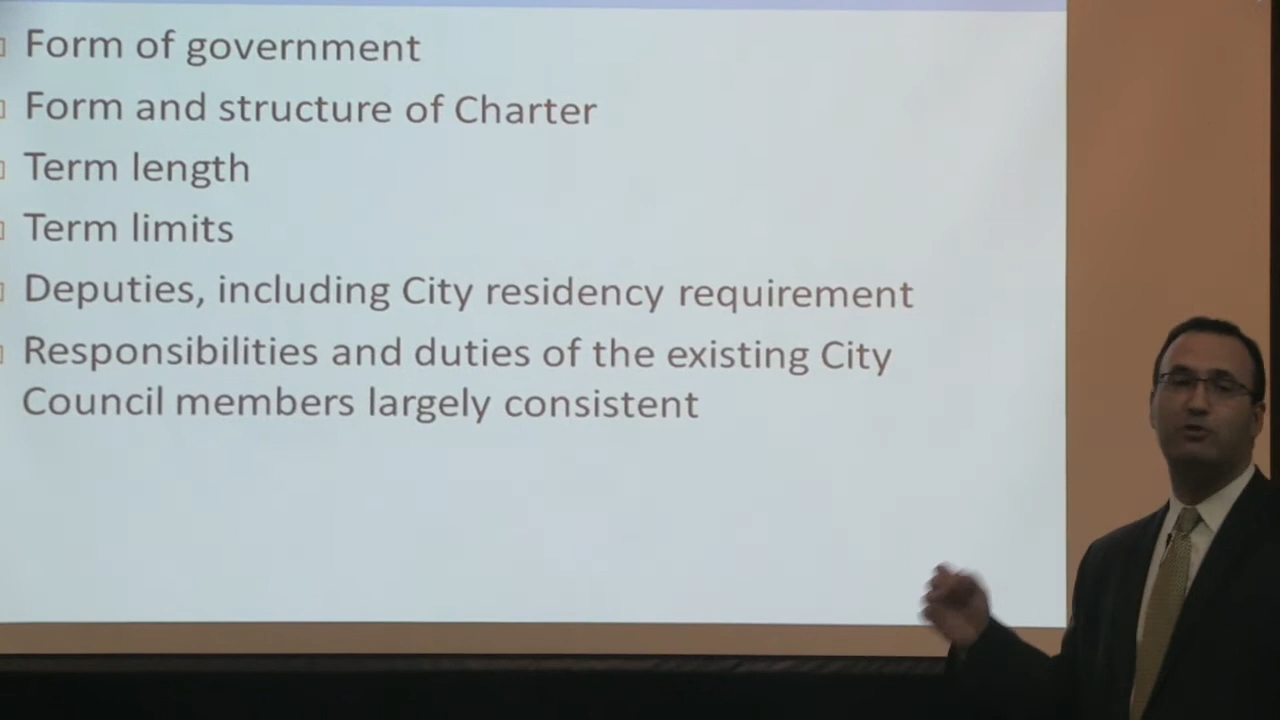 Form of government
Form and structure of Charter
Term length
Term limits
Deputies, including City residency requirement
Responsibilities and duties of the existing City
Council members largely consistent